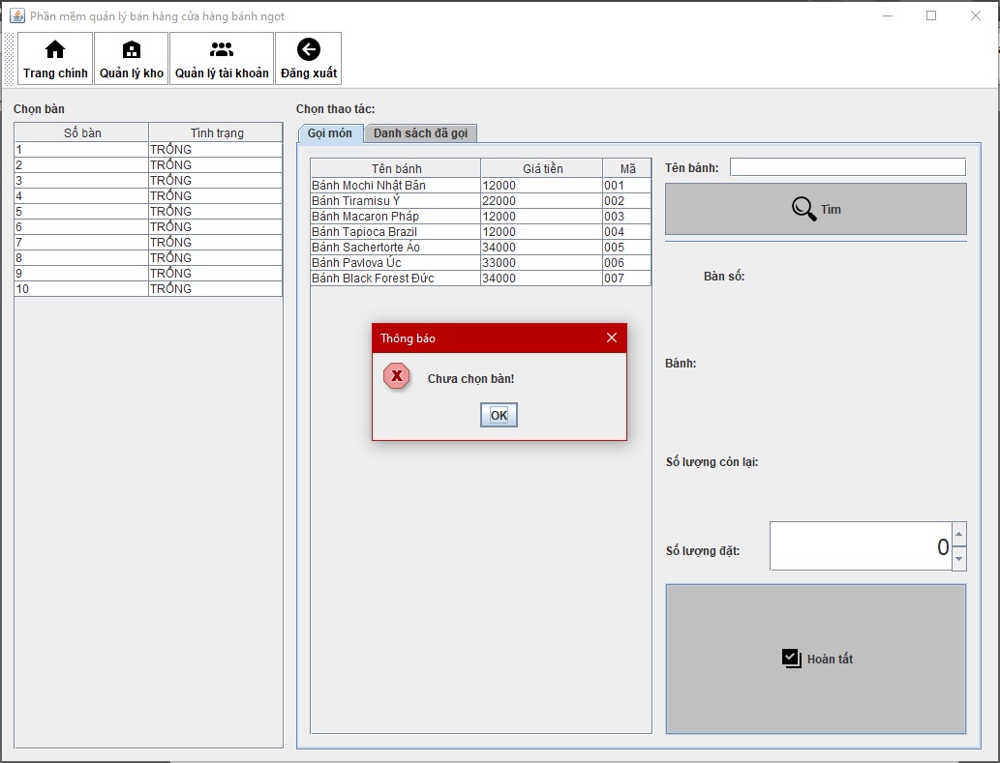 Phần mềm quản lý bán hàng cửa hàng bánh ngọt
Trang chính Quản lý kho Quản lý tài khoản Đăng xuất
Chọn bàn
Số bàn Tình trạng
1 TRỐNG
2 TRỐNG
3 TRỐNG
4 TRỐNG
5 TRỐNG
6 TRỐNG
7 TRỐNG
8 TRỐNG
9 TRỐNG
10 TRỐNG
Chọn thao tác:
Gọi món Danh sách đã gọi
Tên bánh Giá tiền Mã
Bánh Mochi Nhật Bản 12000 001
Bánh Tiramisu Ý 22000 002
Bánh Macaron Pháp 12000 003
Bánh Tapioca Brazil 12000 004
Bánh Sachertorte Áo 34000 005
Bánh Pavlova Úc 33000 006
Bánh Black Forest Đức 34000 007
Thông báo
Chưa chọn bàn!
OK
Tên bánh:
Tìm
Bàn số:
Bánh:
Số lượng còn lại:
Số lượng đặt: 0
Hoàn tất